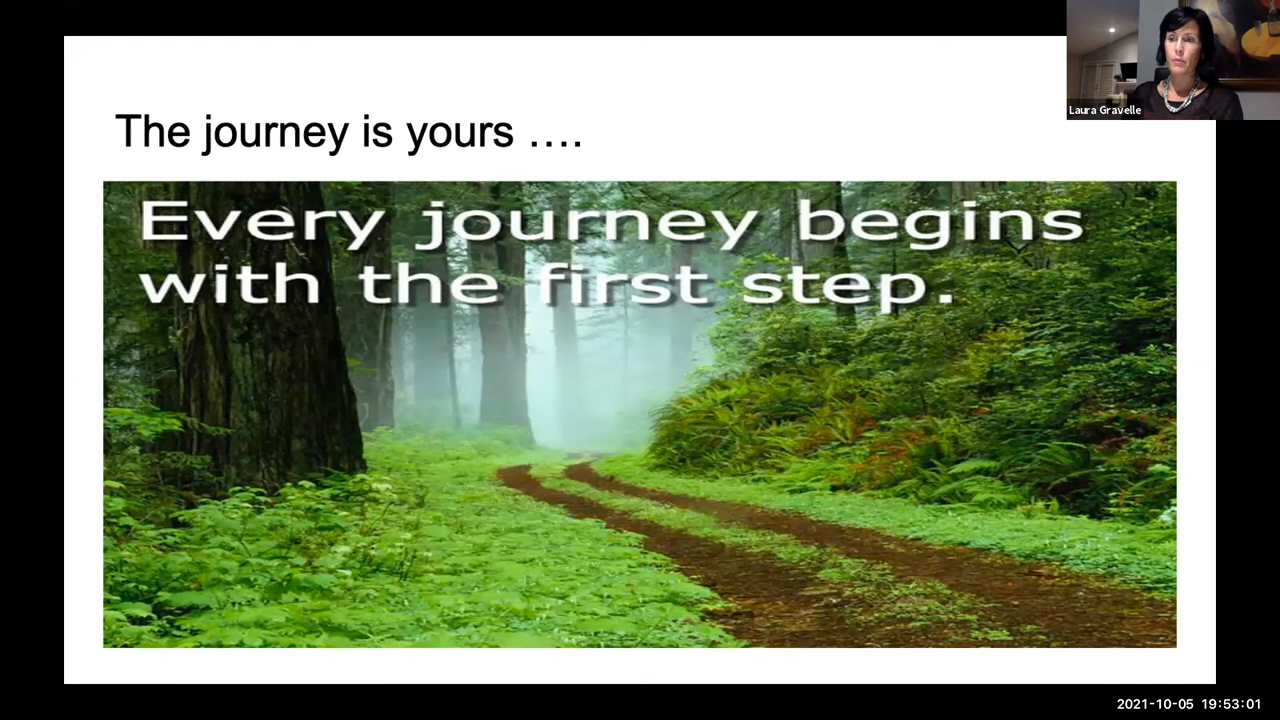 Laura Gravelle
The journey is yours ....
Every journey begins
with the first step.
2021-10-05 19:53:01